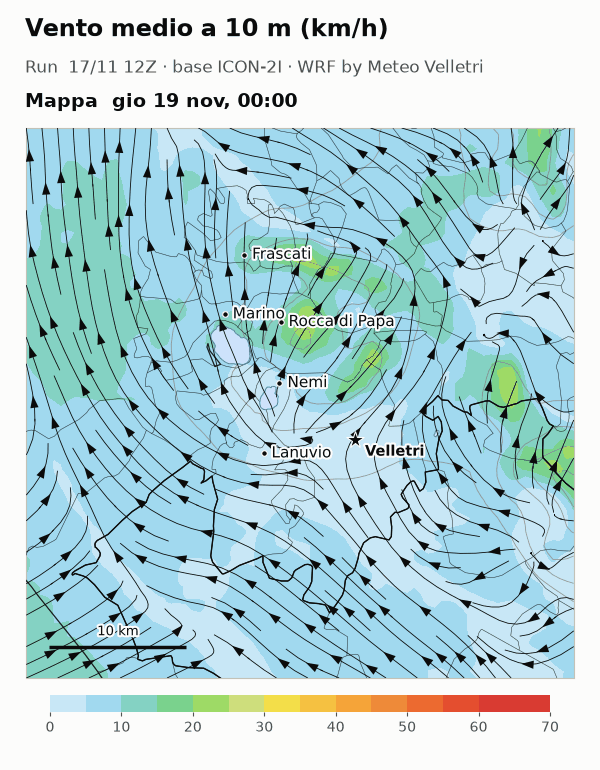 Vento medio a 10 m (km/h)
Run 17/11 12Z · base ICON-2I · WRF by Meteo Velletri
Mappa gio 19 nov, 00:00
Frascati
Marino
Rocca di Papa
Nemi
Velletri
Lanuvio
10 km
0 10 20 30 40 50 60 70